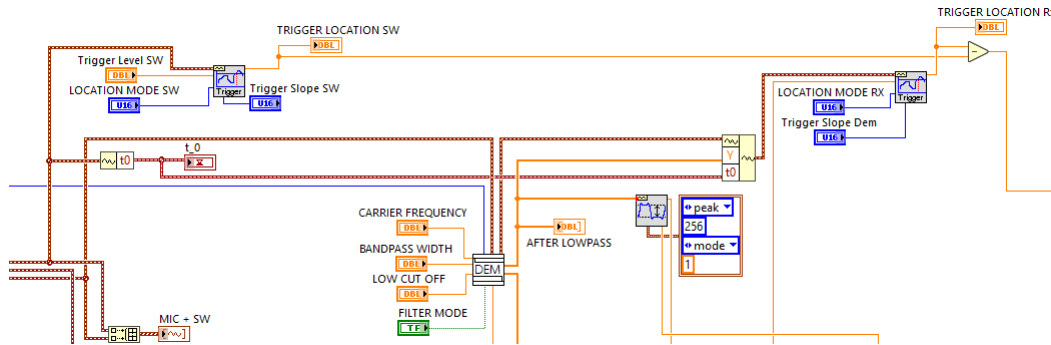 TRIGGER LOCATION R
TRIGGER LOCATION SW
DBL
DBL
Trigger Level SW
DBL
LOCATION MODE SW
U16
Trigger
Trigger Slope SW
U16
LOCATION MODE RX
U16
Trigger
Trigger Slope Dem
U16
t0
t_0
Y
t0
CARRIER FREQUENCY
DBL
BANDPASS WIDTH
DBL
LOW CUT OFF
DBL
FILTER MODE
TF
DEM
DBL
AFTER LOWPASS
peak
256
mode
1
MIC + SW